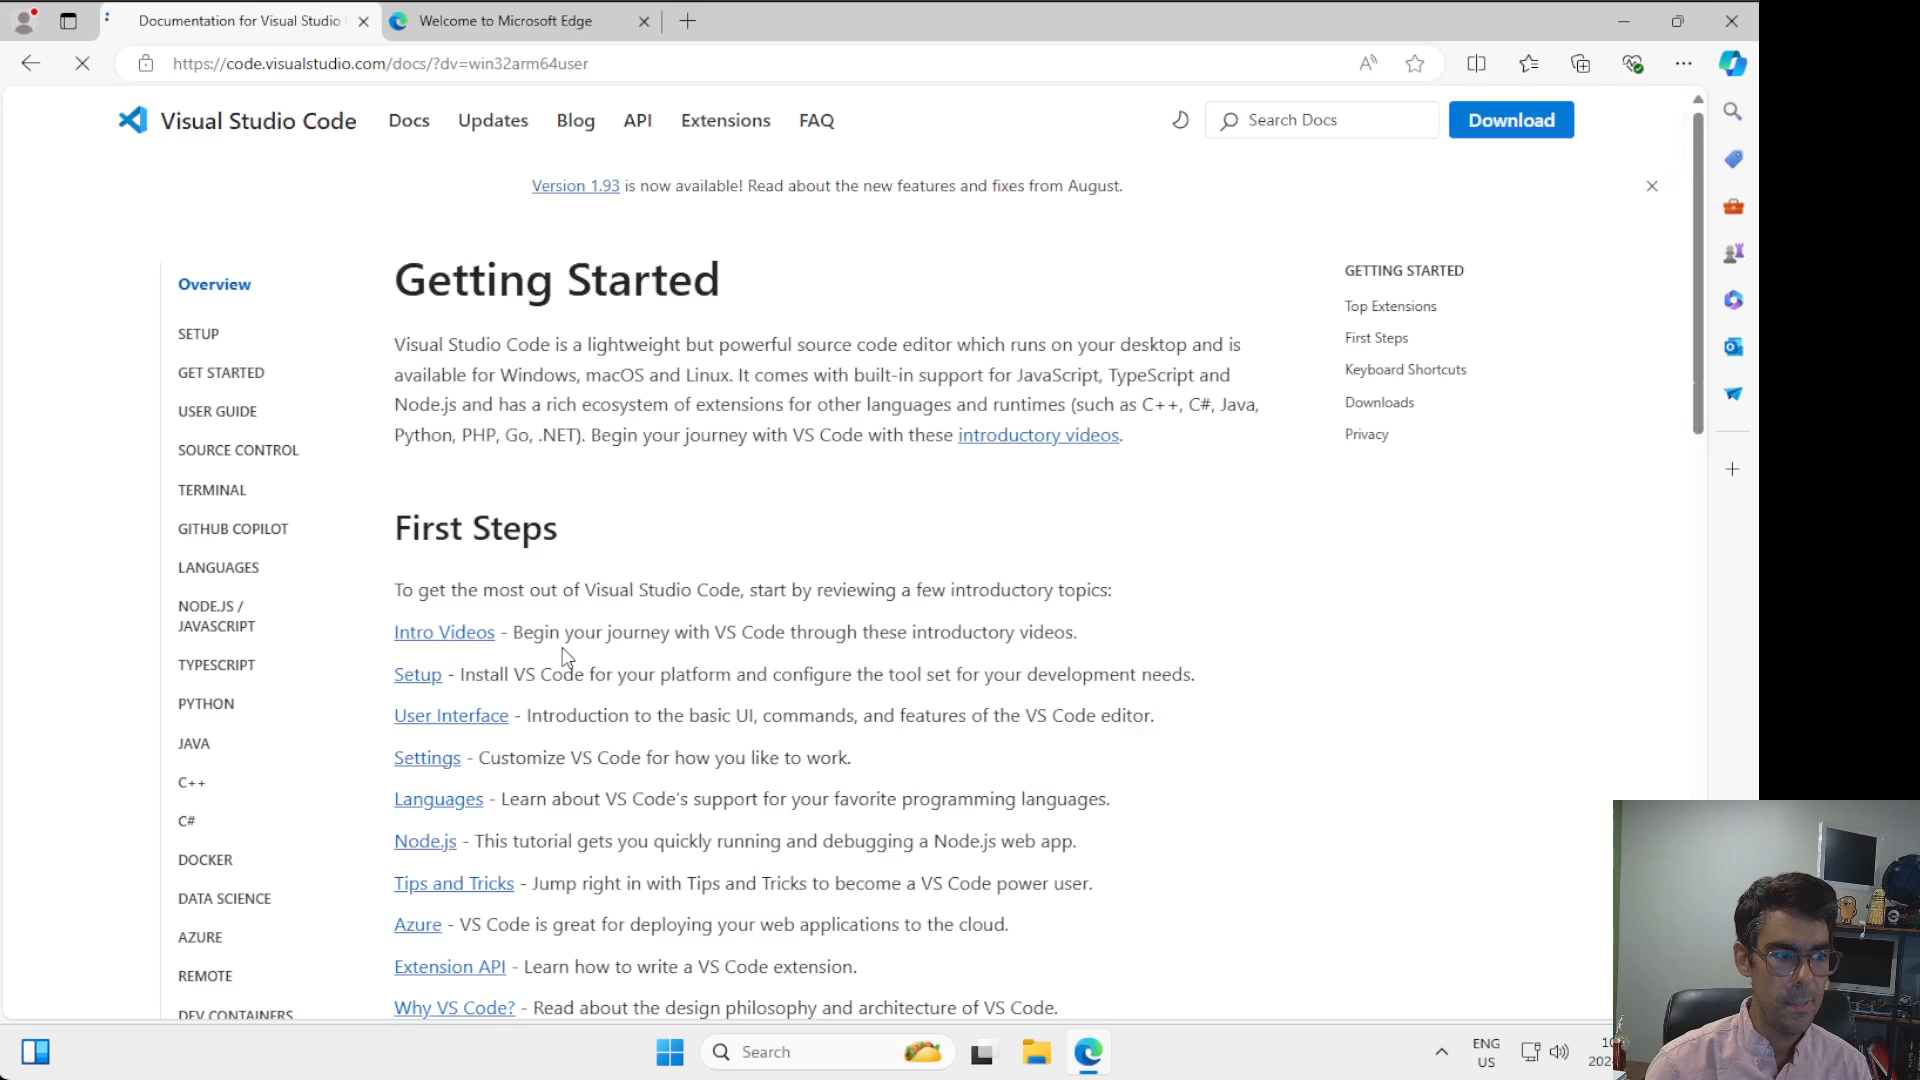 Documentation for Visual Studio
Welcome to Microsoft Edge
https://code.visualstudio.com/docs/?dv=win32arm64user
Visual Studio Code
Docs
Updates
Blog
API
Extensions
FAQ
Search Docs
Download
Version 1.93 is now available! Read about the new features and fixes from August.
Overview
SETUP
GET STARTED
USER GUIDE
SOURCE CONTROL
TERMINAL
GITHUB COPILOT
LANGUAGES
NODE.JS /
JAVASCRIPT
TYPESCRIPT
PYTHON
JAVA
C++
C#
DOCKER
DATA SCIENCE
AZURE
REMOTE
DEV CONTAINERS
Getting Started
Visual Studio Code is a lightweight but powerful source code editor which runs on your desktop and is
available for Windows, macOS and Linux. It comes with built-in support for JavaScript, TypeScript and
Node.js and has a rich ecosystem of extensions for other languages and runtimes (such as C++, C#, Java,
Python, PHP, Go, .NET). Begin your journey with VS Code with these introductory videos.
First Steps
To get the most out of Visual Studio Code, start by reviewing a few introductory topics:
Intro Videos - Begin your journey with VS Code through these introductory videos.
Setup - Install VS Code for your platform and configure the tool set for your development needs.
User Interface - Introduction to the basic UI, commands, and features of the VS Code editor.
Settings - Customize VS Code for how you like to work.
Languages - Learn about VS Code's support for your favorite programming languages.
Node.js - This tutorial gets you quickly running and debugging a Node.js web app.
Tips and Tricks - Jump right in with Tips and Tricks to become a VS Code power user.
Azure - VS Code is great for deploying your web applications to the cloud.
Extension API - Learn how to write a VS Code extension.
Why VS Code? - Read about the design philosophy and architecture of VS Code.
GETTING STARTED
Top Extensions
First Steps
Keyboard Shortcuts
Downloads
Privacy
Search
ENG
US